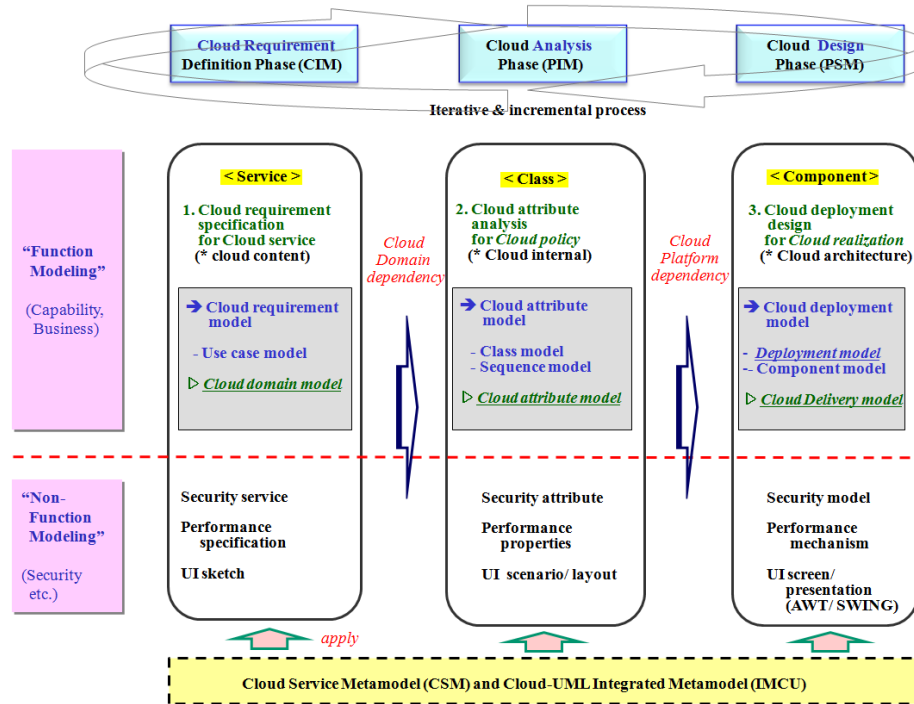 Cloud Requirement
Definition Phase (CIM)
Cloud Analysis
Phase (PIM)
Cloud Design
Phase (PSM)
Iterative & incremental process
“Function
Modeling”
(Capability,
Business)
< Service >
1. Cloud requirement
specification
for Cloud service
(* cloud content)
➔ Cloud requirement
model
- Use case model
▷ Cloud domain model
Cloud
Domain
dependency
< Class >
2. Cloud attribute
analysis
for Cloud policy
(* Cloud internal)
➔ Cloud attribute
model
- Class model
- Sequence model
▷ Cloud attribute model
Cloud
Platform
dependency
< Component >
3. Cloud deployment
design
for Cloud realization
(* Cloud architecture)
➔ Cloud deployment
model
- Deployment model
-- Component model
▷ Cloud Delivery model
“Non-
Function
Modeling”
(Security
etc.)
Security service
Performance
specification
UI sketch
Security attribute
Performance
properties
UI scenario/ layout
Security model
Performance
mechanism
UI screen/
presentation
(AWT/ SWING)
apply
Cloud Service Metamodel (CSM) and Cloud-UML Integrated Metamodel (IMCU)